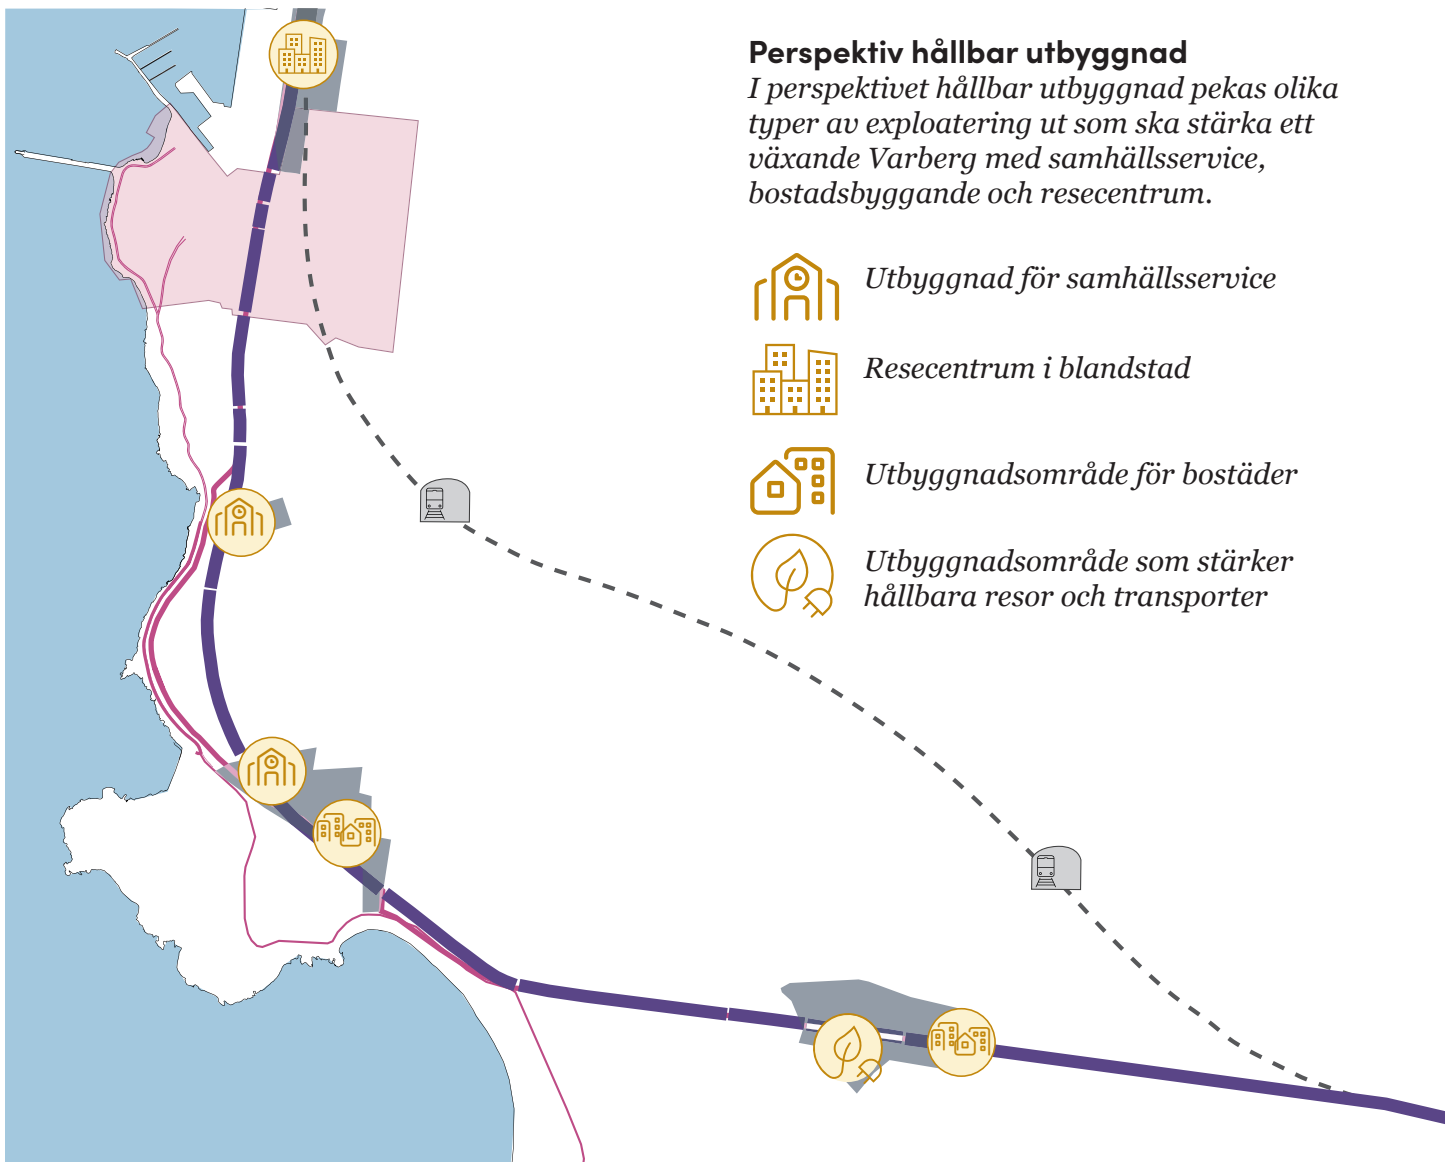 Perspektiv hållbar utbyggnad
I perspektivet hållbar utbyggnad pekas olika
typer av exploatering ut som ska stärka ett
växande Varberg med samhällsservice,
bostadsbyggande och resecentrum.
Utbyggnad för samhällsservice
Resecentrum i blandstad
Utbyggnadsområde för bostäder
Utbyggnadsområde som stärker
hållbara resor och transporter